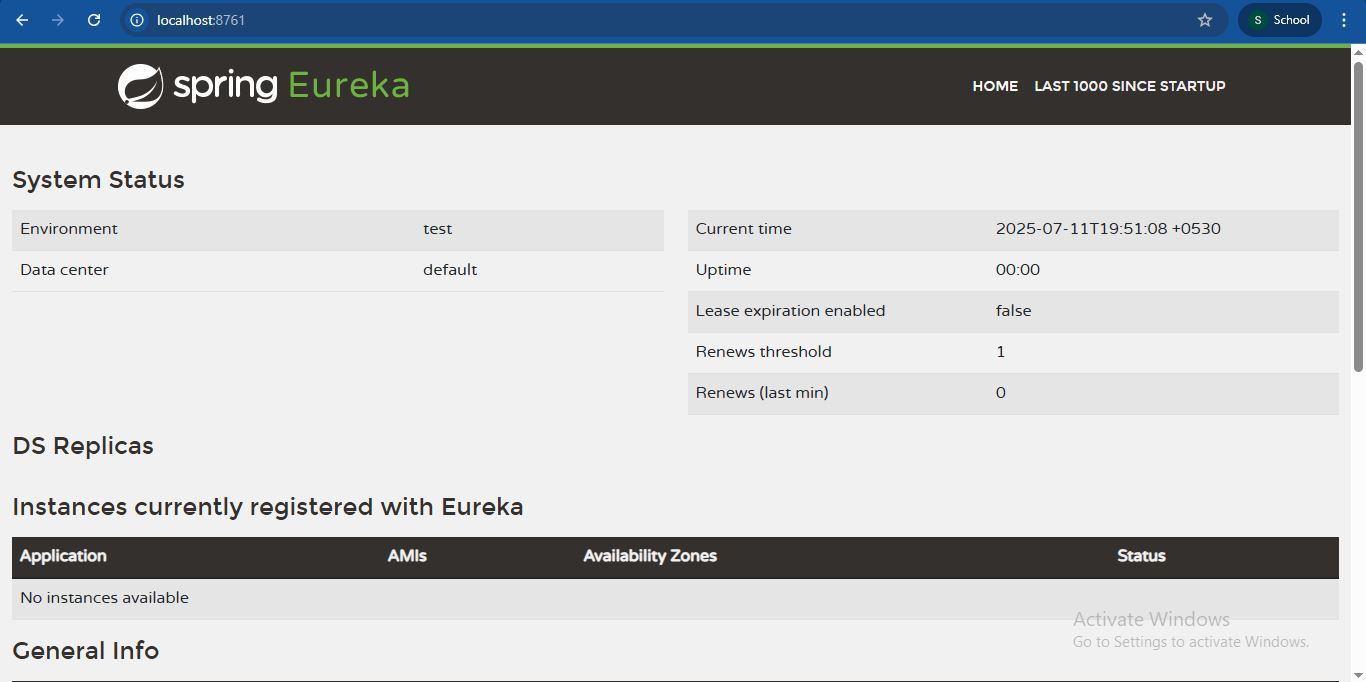 localhost:8761
S School
spring Eureka
HOME LAST 1000 SINCE STARTUP
System Status
Environment test
Data center default
Current time 2025-07-11T19:51:08 +0530
Uptime 00:00
Lease expiration enabled false
Renews threshold 1
Renews (last min) 0
DS Replicas
Instances currently registered with Eureka
Application AMIs Availability Zones Status
No instances available
General Info
Activate Windows
Go to Settings to activate Windows.